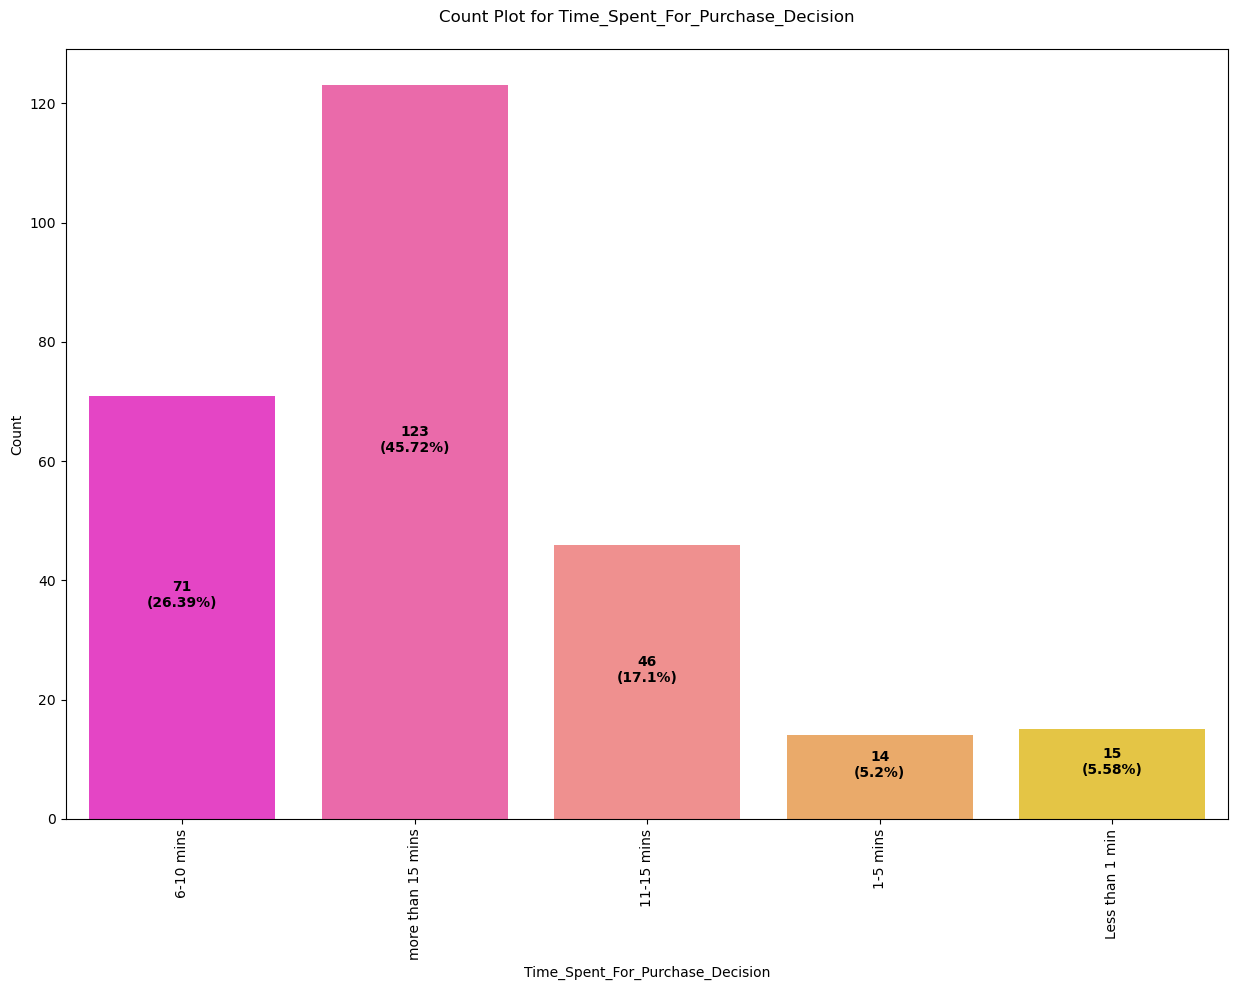 Count Plot for Time_Spent_For_Purchase_Decision
120
100
80
60
40
20
0
Count
71
(26.39%)
123
(45.72%)
46
(17.1%)
14
(5.2%)
15
(5.58%)
6-10 mins
more than 15 mins
11-15 mins
1-5 mins
Less than 1 min
Time_Spent_For_Purchase_Decision